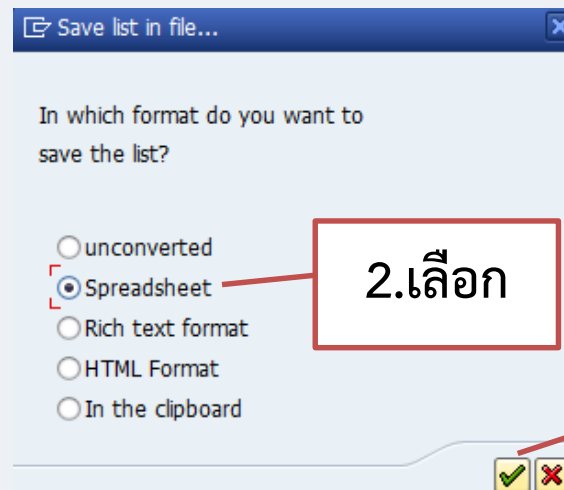 Save list in file...
In which format do you want to
save the list?
unconverted
Spreadsheet
2.เลือก
Rich text format
HTML Format
In the clipboard